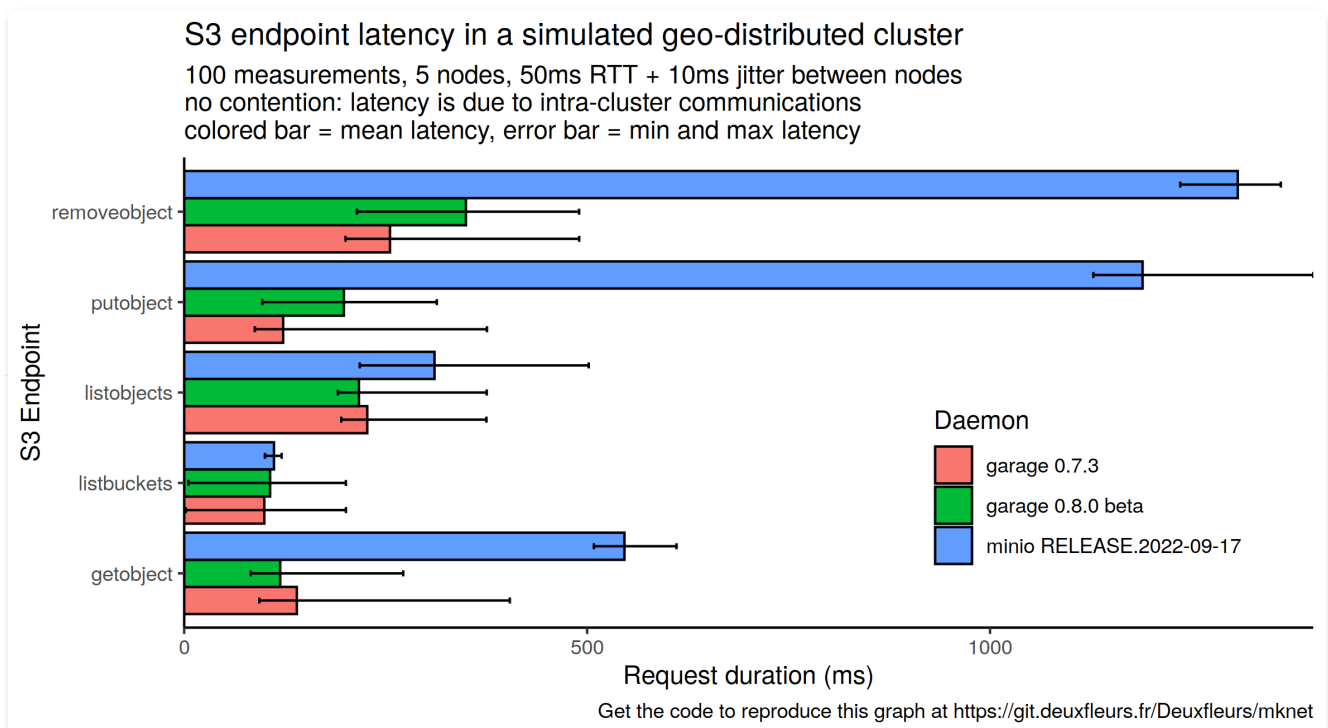 S3 endpoint latency in a simulated geo-distributed cluster
100 measurements, 5 nodes, 50ms RTT + 10ms jitter between nodes
no contention: latency is due to intra-cluster communications
colored bar = mean latency, error bar = min and max latency
S3 Endpoint
removeobject
putobject
listobjects
listbuckets
getobject
Daemon
garage 0.7.3
garage 0.8.0 beta
minio RELEASE.2022-09-17
0
500
1000
Request duration (ms)
Get the code to reproduce this graph at https://git.deuxfleurs.fr/Deuxfleurs/mknet